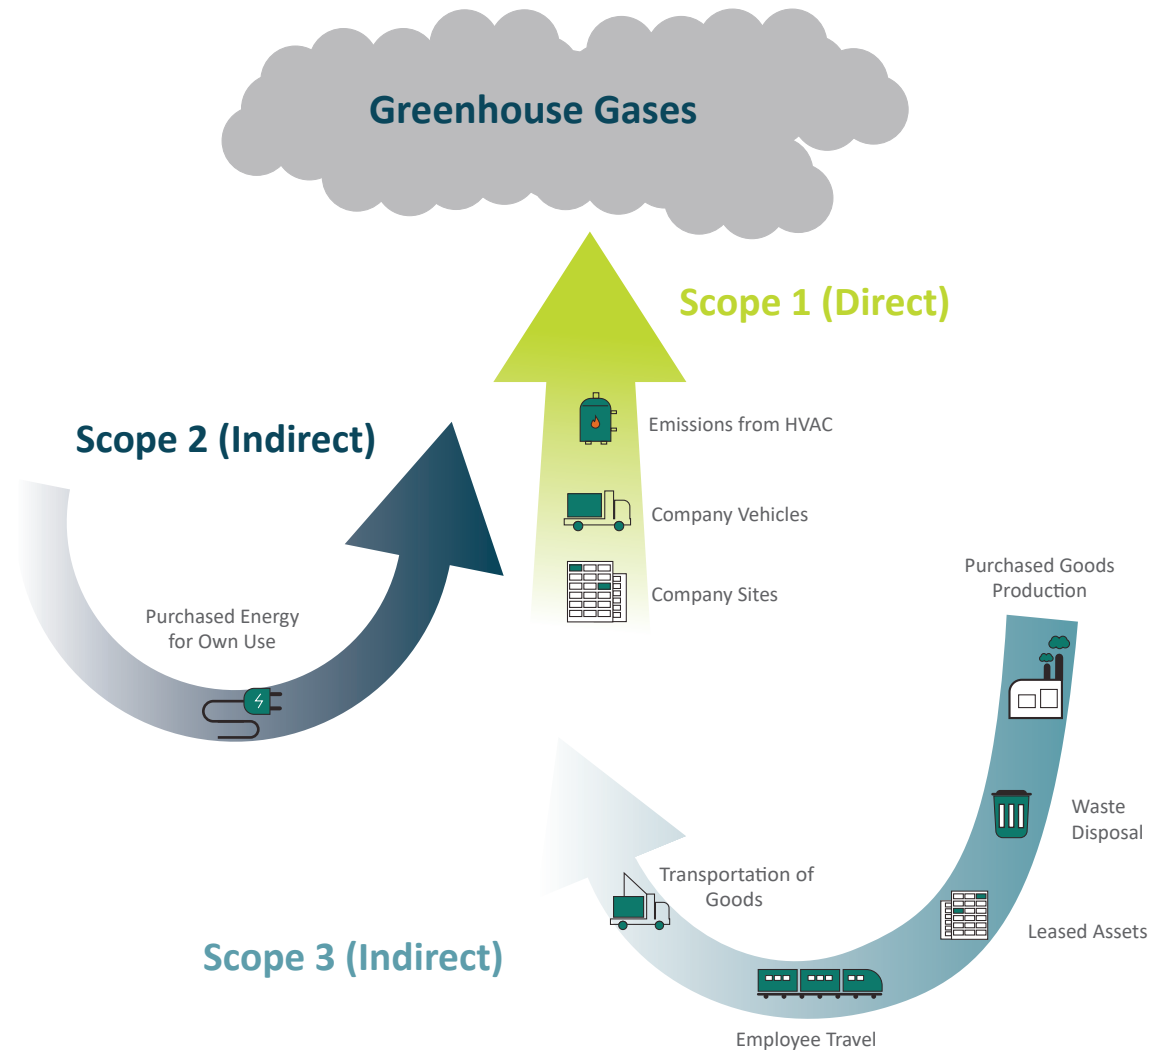 Greenhouse Gases
Scope 1 (Direct)
Emissions from HVAC
Company Vehicles
Company Sites
Scope 2 (Indirect)
Purchased Energy
for Own Use
Purchased Goods
Production
Waste
Disposal
Leased Assets
Employee Travel
Transportation of
Goods
Scope 3 (Indirect)